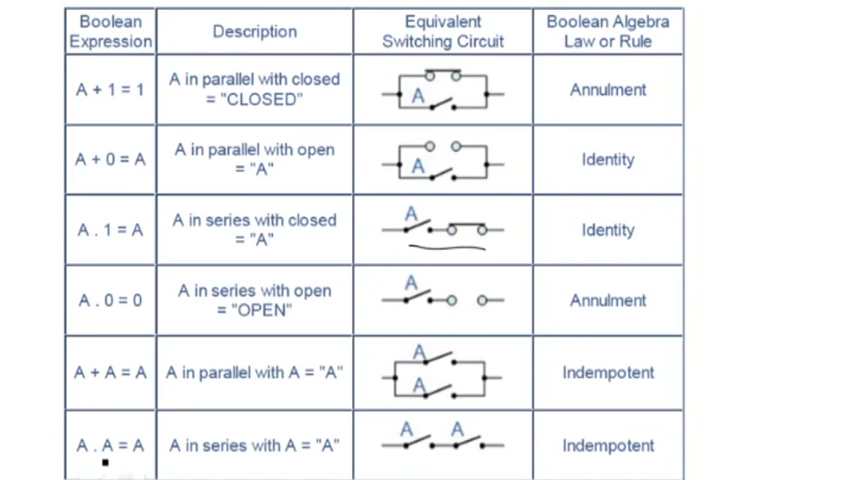 Boolean Expression Description Equivalent Switching Circuit Boolean Algebra Law or Rule
A + 1 = 1 A in parallel with closed = "CLOSED" A Annulment
A + 0 = A A in parallel with open = "A" A Identity
A . 1 = A A in series with closed = "A" A Identity
A . 0 = 0 A in series with open = "OPEN" A Annulment
A + A = A A in parallel with A = "A" A A Indempotent
A . A = A A in series with A = "A" A A Indempotent